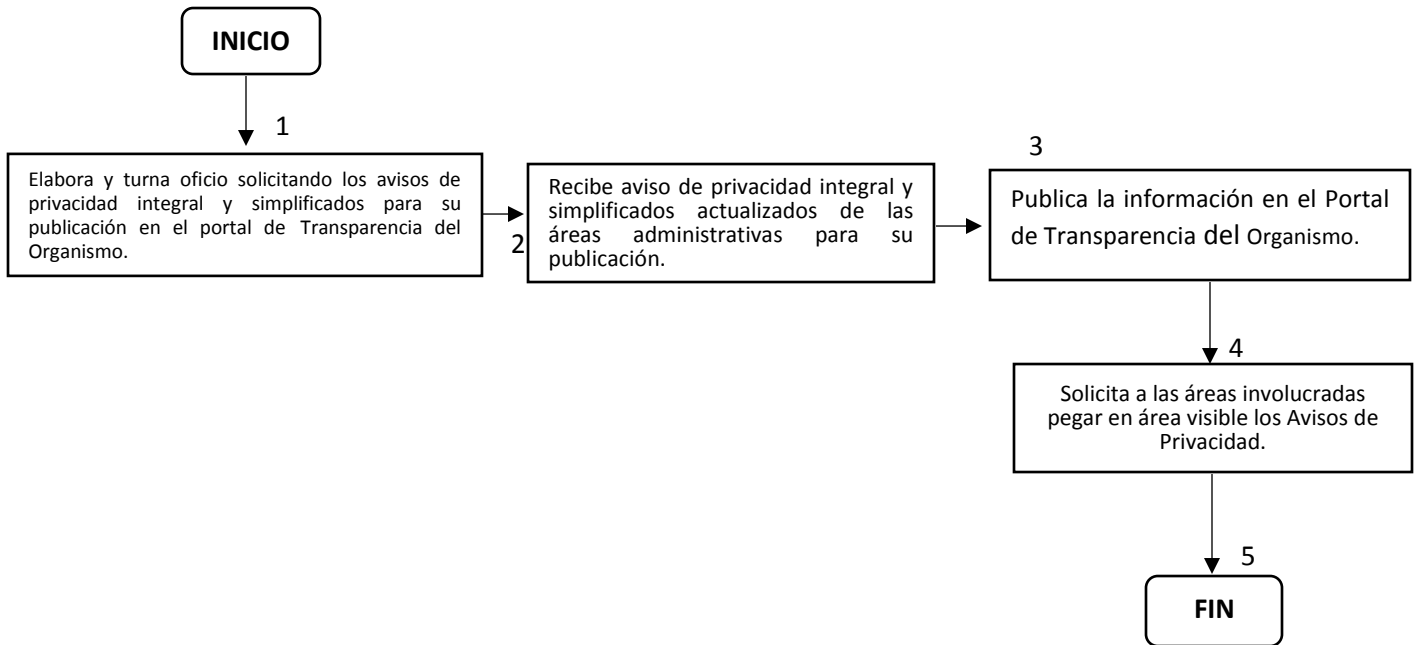 INICIO
1
Elabora y turna oficio solicitando los avisos de
privacidad integral y simplificados para su
publicación en el portal de Transparencia del
Organismo.
2
Recibe aviso de privacidad integral y
simplificados actualizados de las
áreas administrativas para su
publicación.
3
Publica la información en el Portal
de Transparencia del Organismo.
4
Solicita a las áreas involucradas
pegar en área visible los Avisos de
Privacidad.
5
FIN